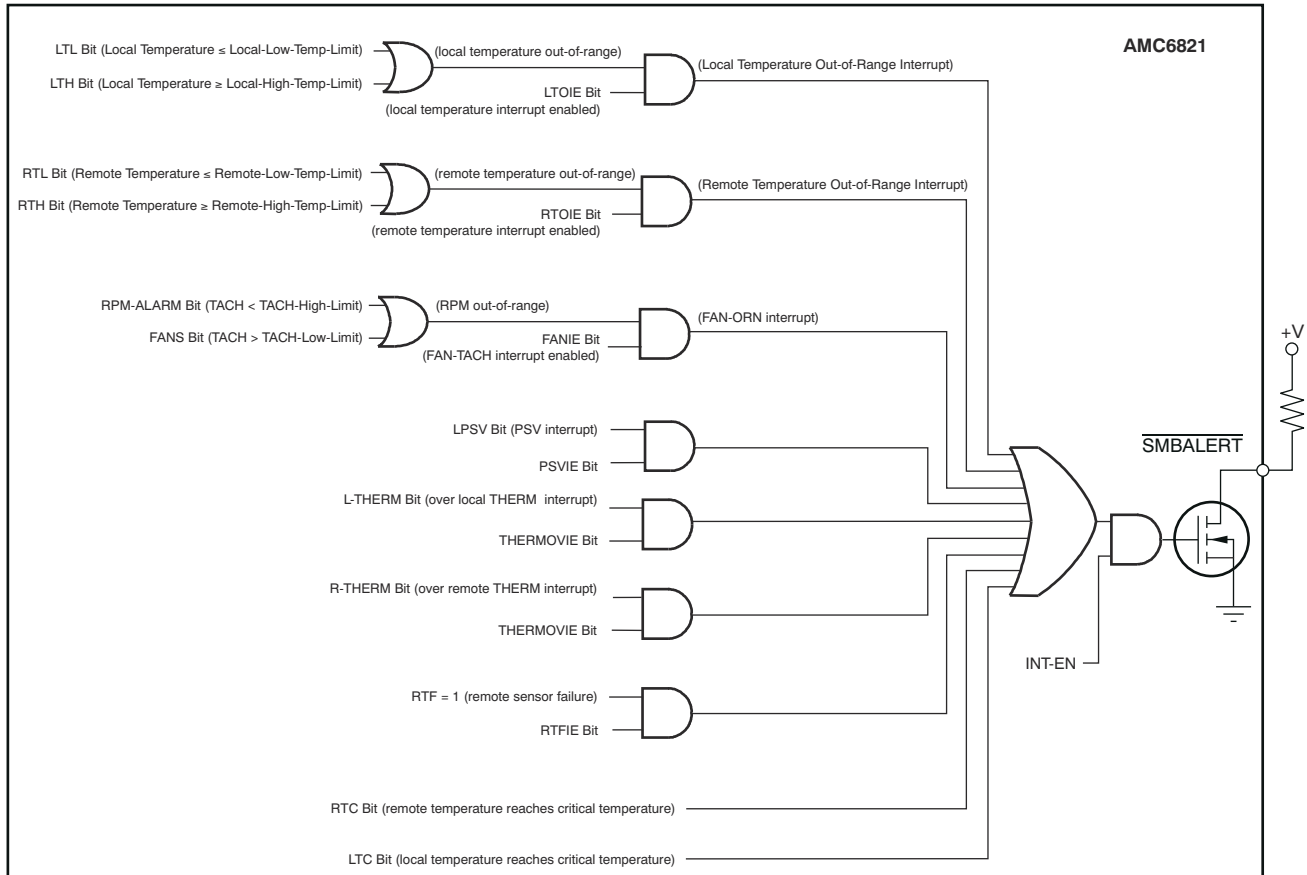 AMC6821
LTL Bit (Local Temperature ≤ Local-Low-Temp-Limit)
(local temperature out-of-range)
LTH Bit (Local Temperature ≥ Local-High-Temp-Limit)
(Local Temperature Out-of-Range Interrupt)
LTOIE Bit
(local temperature interrupt enabled)
RTL Bit (Remote Temperature ≤ Remote-Low-Temp-Limit)
(remote temperature out-of-range)
RTH Bit (Remote Temperature ≥ Remote-High-Temp-Limit)
(Remote Temperature Out-of-Range Interrupt)
RTOIE Bit
(remote temperature interrupt enabled)
RPM-ALARM Bit (TACH < TACH-High-Limit)
(RPM out-of-range)
FANS Bit (TACH > TACH-Low-Limit)
(FAN-ORN interrupt)
FANIE Bit
(FAN-TACH interrupt enabled)
+V
LPSV Bit (PSV interrupt)
PSVIE Bit
SMBALERT
L-THERM Bit (over local THERM interrupt)
THERMOVIE Bit
R-THERM Bit (over remote THERM interrupt)
THERMOVIE Bit
INT-EN
RTF = 1 (remote sensor failure)
RTFIE Bit
RTC Bit (remote temperature reaches critical temperature)
LTC Bit (local temperature reaches critical temperature)